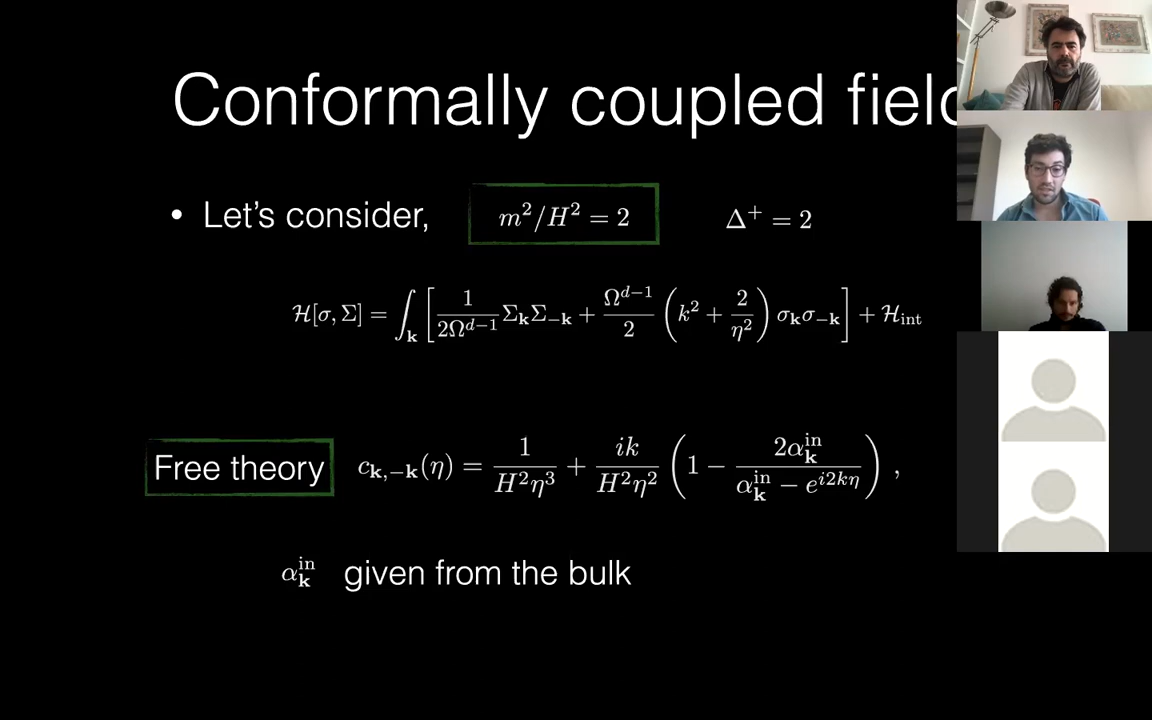 Conformally coupled field
• Let's consider, m²/H² = 2 Δ⁺ = 2
ℋ[σ, Σ] = ∫_𝐤 [ 1/(2Ω^{d−1}) Σ_𝐤 Σ_{−𝐤} + Ω^{d−1}/2 ( k² + 2/η² ) σ_𝐤 σ_{−𝐤} ] + ℋ_int
Free theory c_{𝐤,−𝐤}(η) = 1/(H²η³) + ik/(H²η²) ( 1 − 2α_𝐤^in/(α_𝐤^in − e^{i2kη}) ) ,
α_𝐤^in given from the bulk